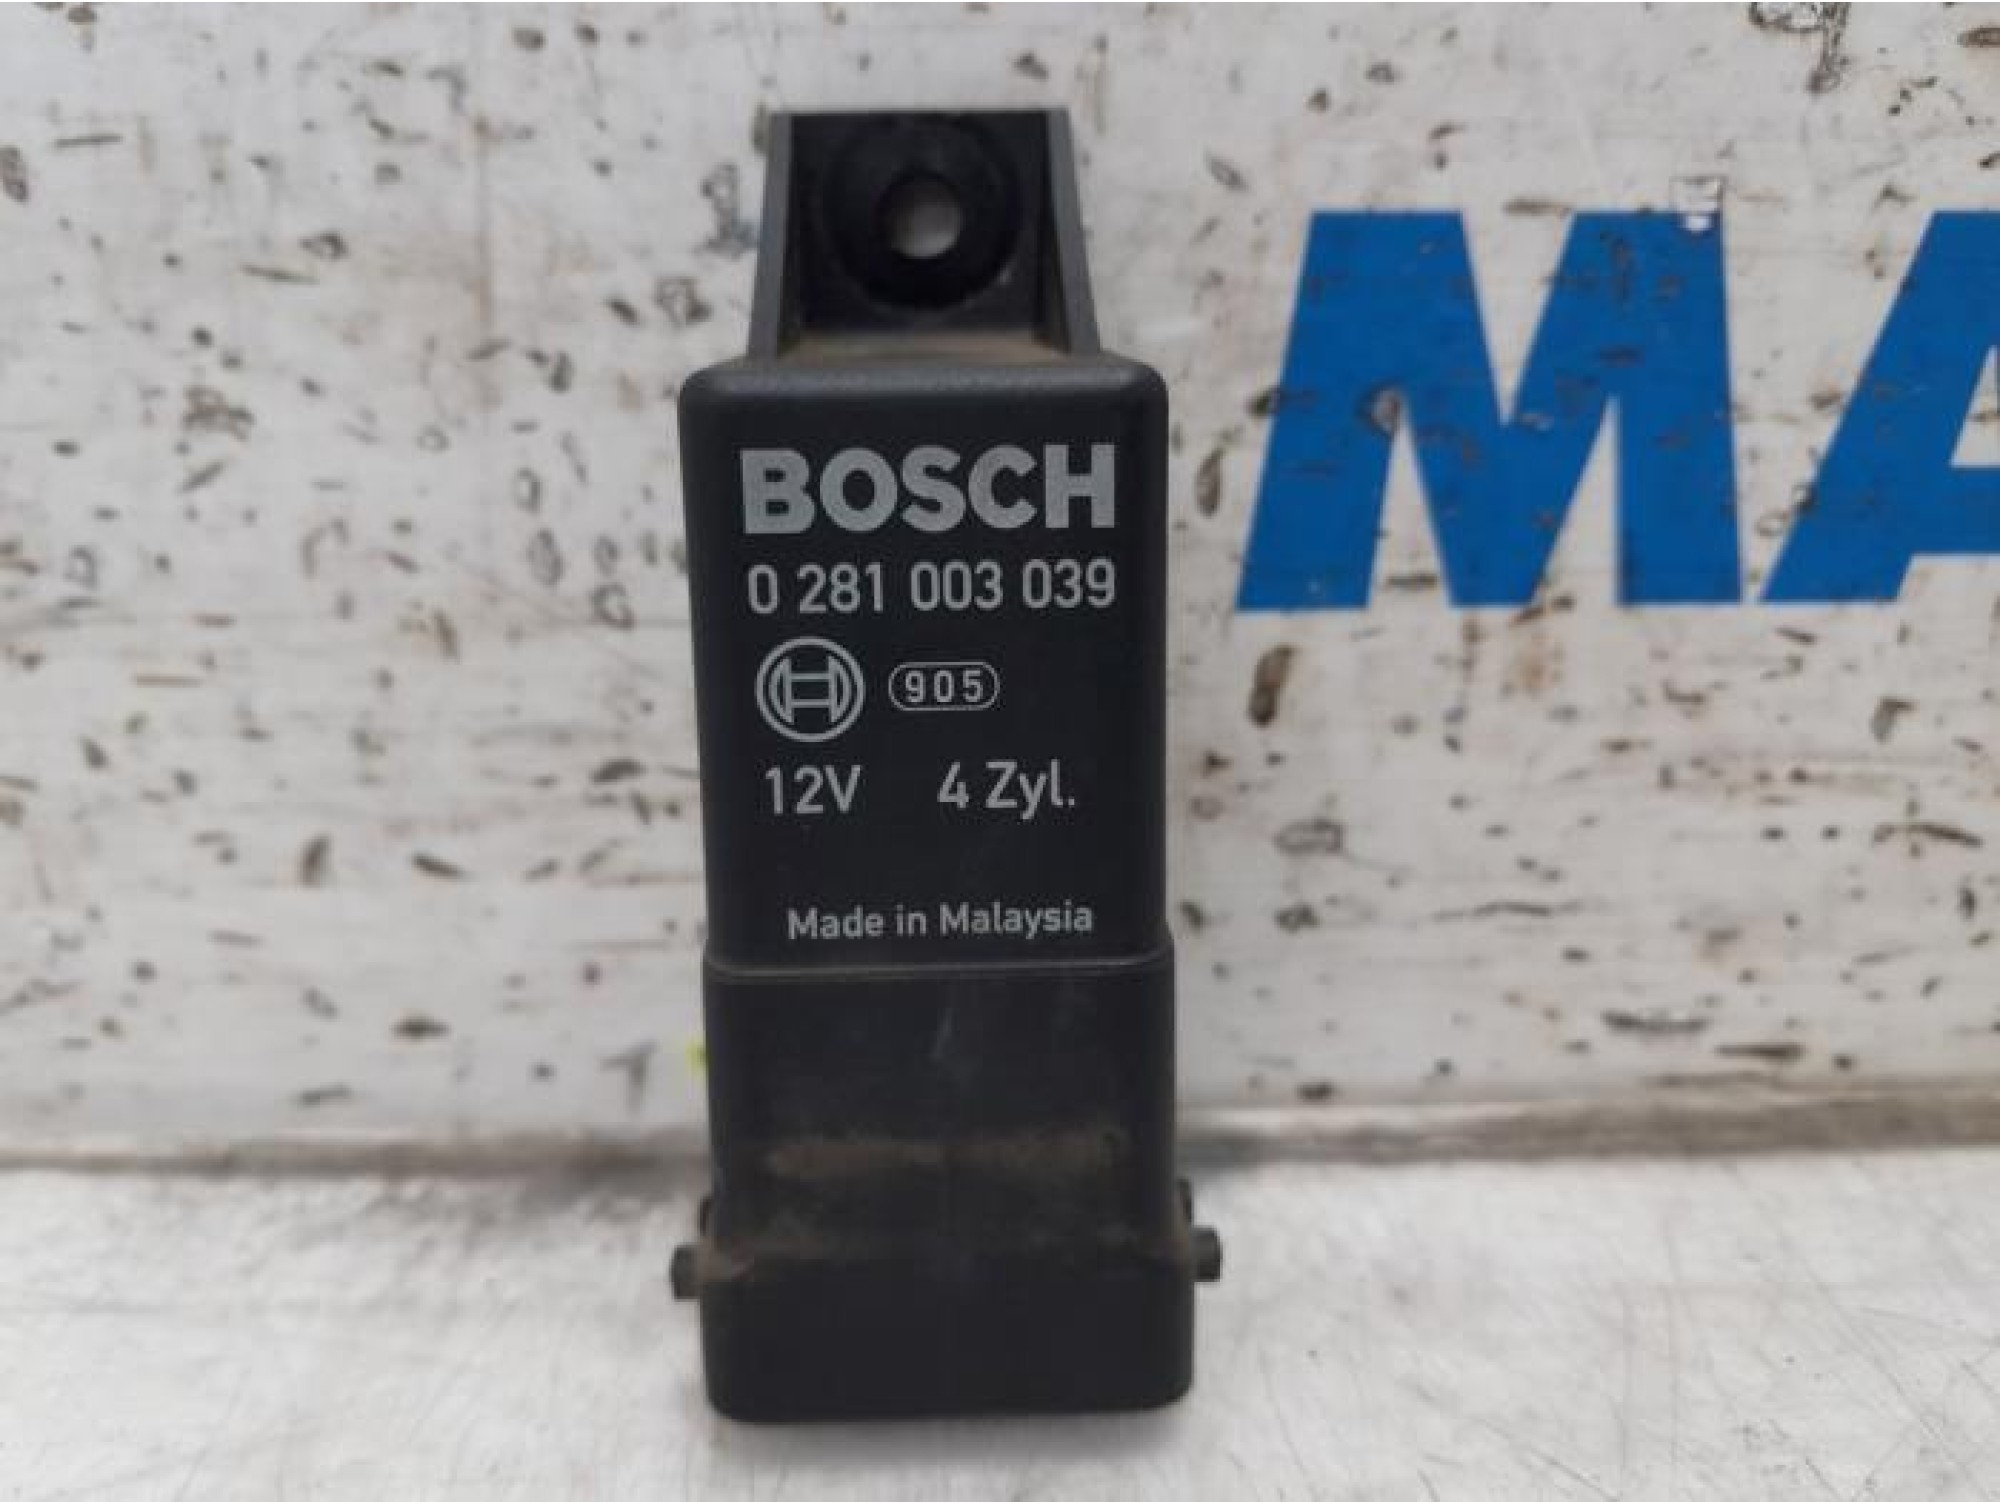 BOSCH
0 281 003 039
905
12V 4 Zyl.
Made in Malaysia
MA